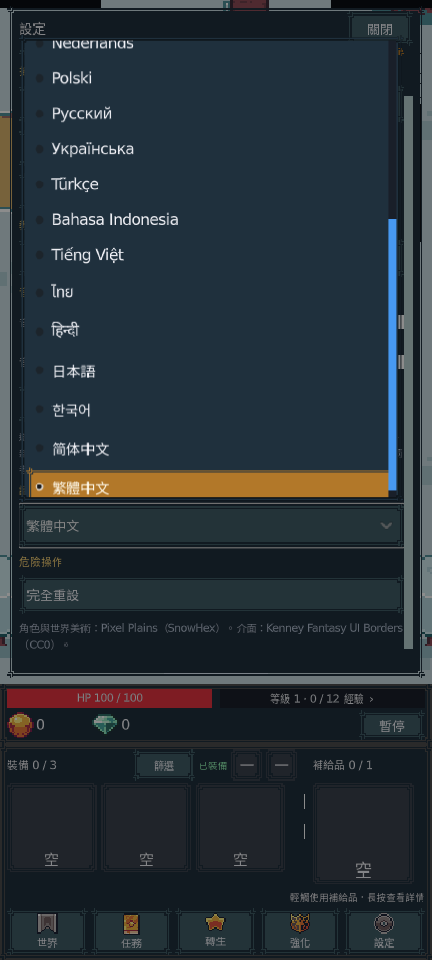 設定
關閉
Nederlands
Polski
Русский
Українська
Türkçe
Bahasa Indonesia
Tiếng Việt
ไทย
हिन्दी
日本語
한국어
简体中文
繁體中文
繁體中文
危險操作
完全重設
角色與世界美術：Pixel Plains（SnowHex）。介面：Kenney Fantasy UI Borders
（CC0）。
HP 100 / 100
等級 1 · 0 / 12 經驗 ›
0
0
暫停
裝備 0 / 3
篩選
已裝備
—
—
補給品 0 / 1
空
空
空
空
輕觸使用補給品，長按查看詳情
世界
任務
轉生
強化
設定